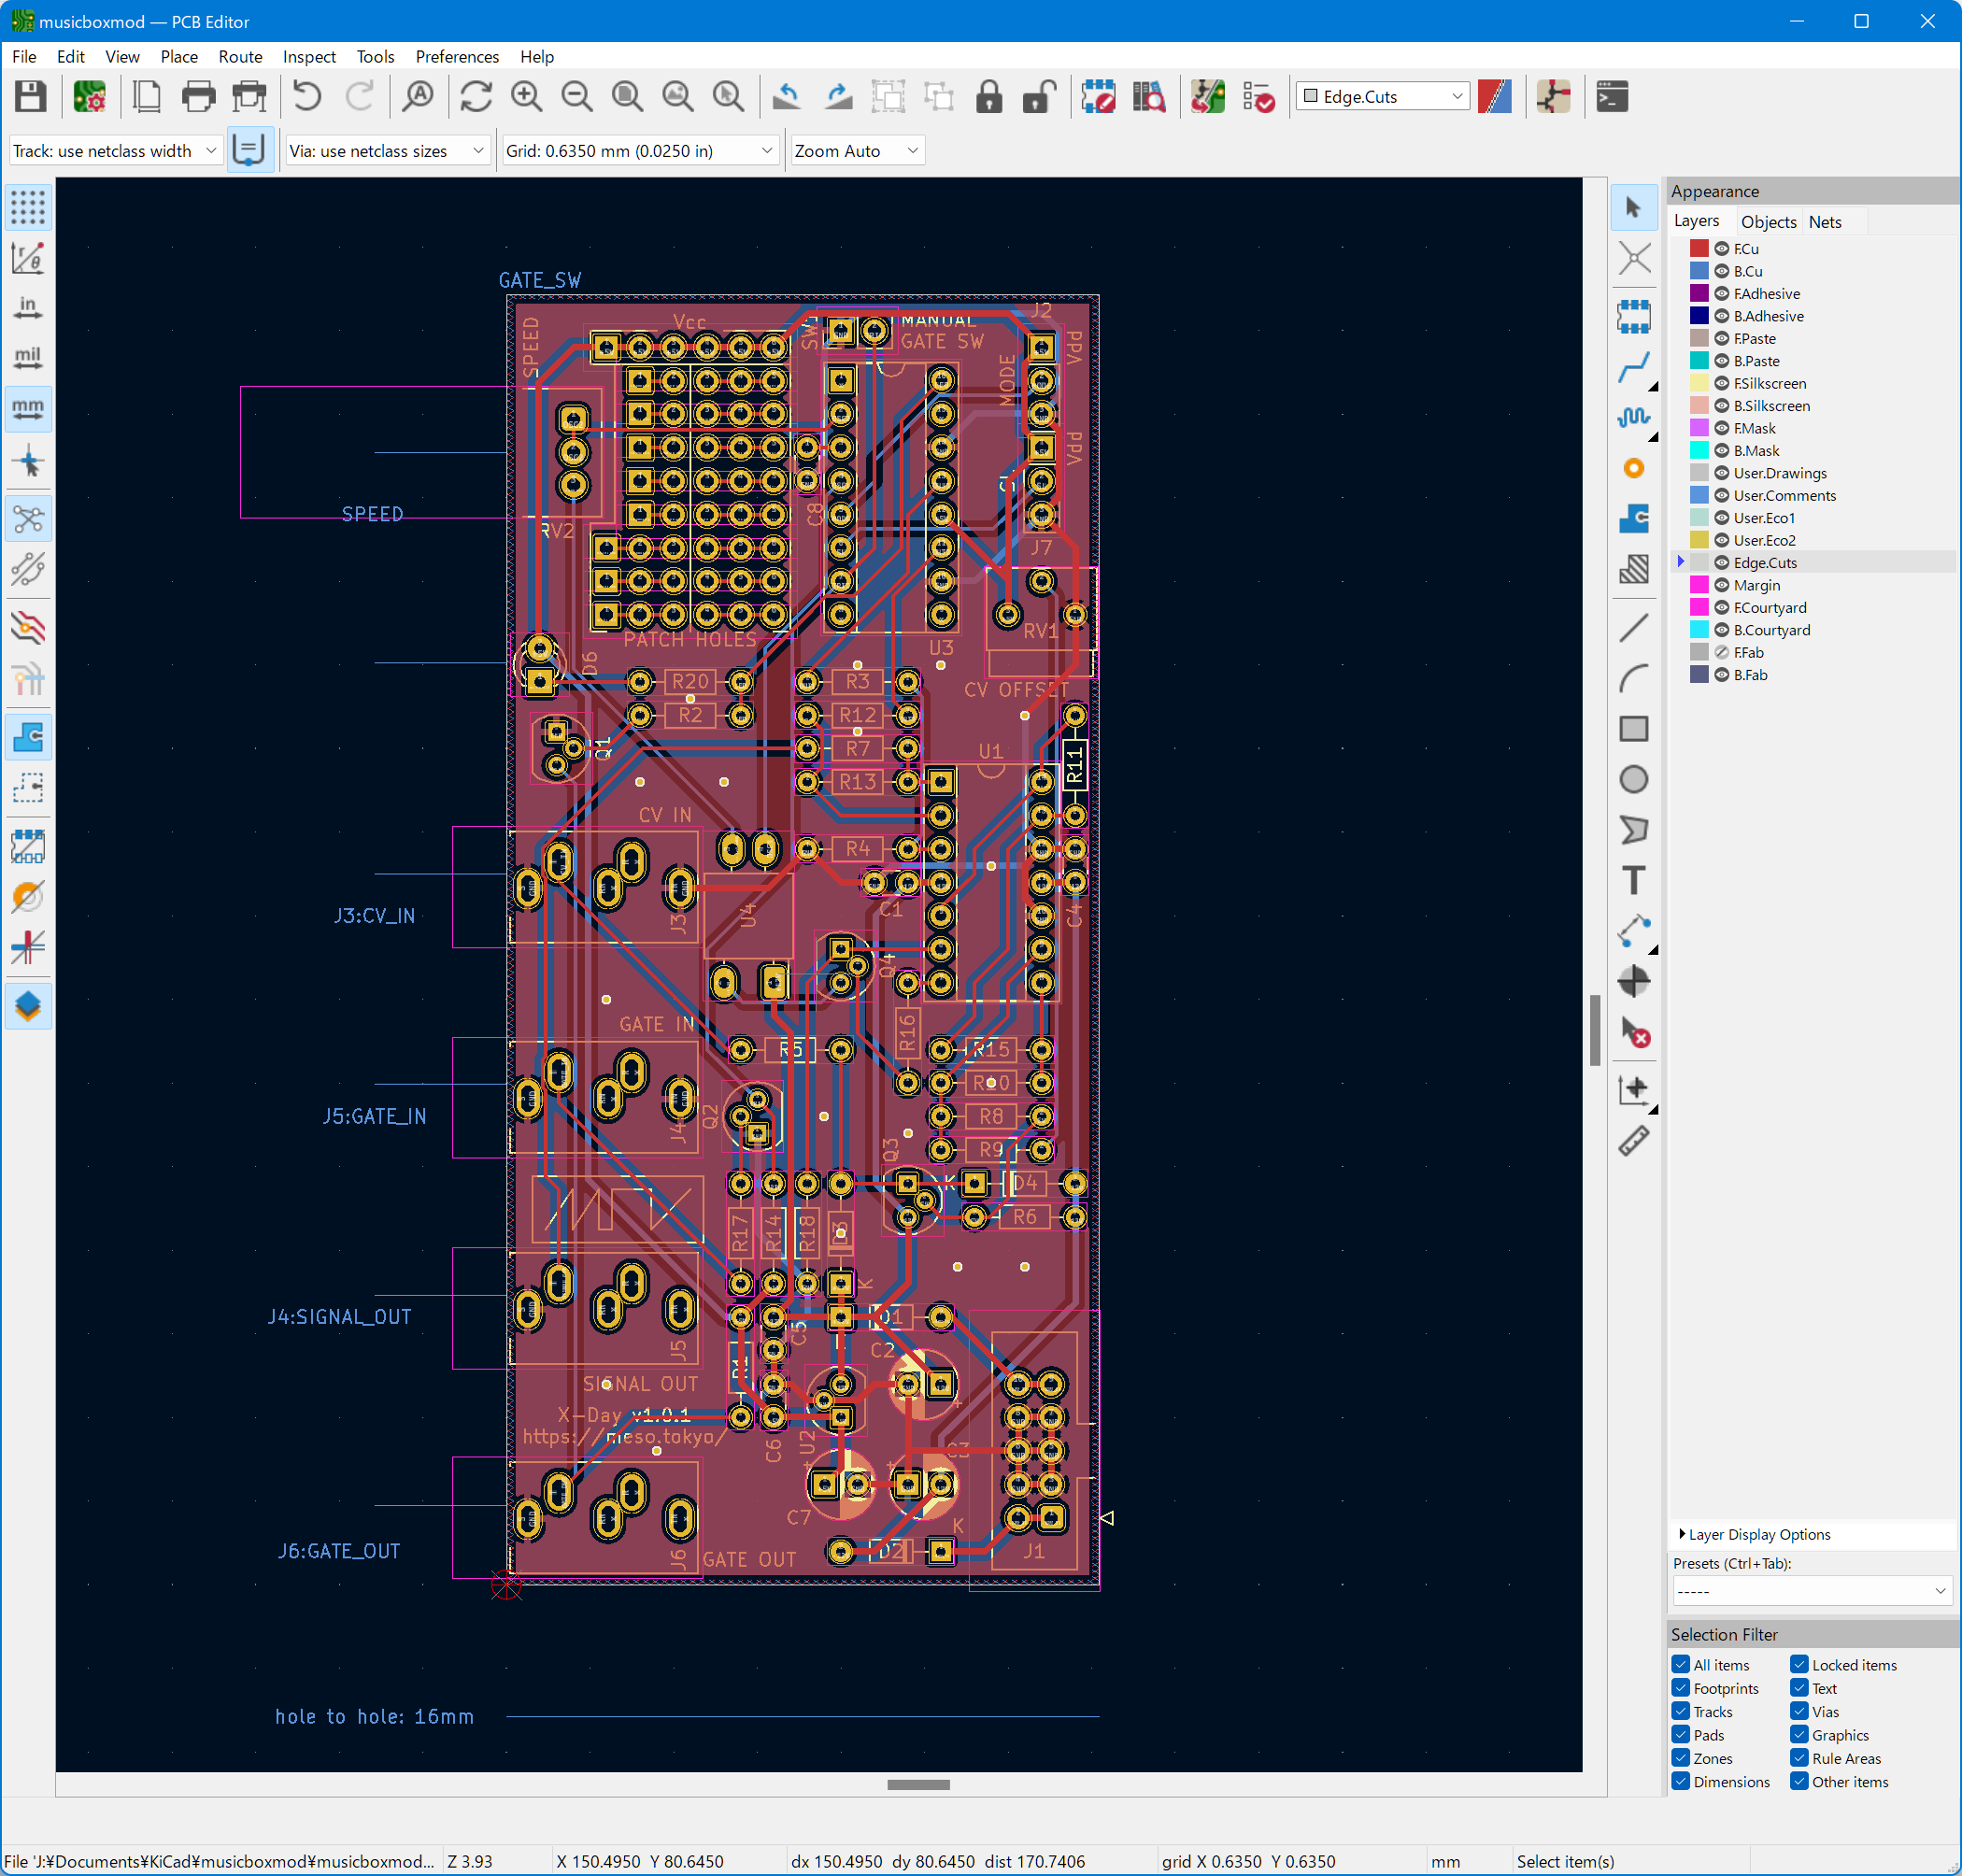 musicboxmod — PCB Editor
File Edit View Place Route Inspect Tools Preferences Help
Edge.Cuts
Track: use netclass width
Via: use netclass sizes
Grid: 0.6350 mm (0.0250 in)
Zoom Auto
in
mil
mm
GATE_SW
SPEED
Vcc
SW1
MANUAL
GATE SW
J2
Vdd
MODE
Vdd
SPEED
RV2
C8
J7
PATCH HOLES
U3
RV1
CV OFFSET
D6
R20
R3
R2
R12
Q1
R7
R13
U1
R11
CV IN
R4
C1
C4
J3:CV_IN
J3
U4
Q4
GATE IN
R5
R16
R15
R10
R8
R9
J5:GATE_IN
J4
Q2
Q3
K
D4
R6
R17
R14
R18
D3
K
J4:SIGNAL_OUT
J5
C5
D1
C2
R1
SIGNAL OUT
X-Day v1.0.1
https://meso.tokyo/
C6
U2
C3
C7
K
D2
J1
J6:GATE_OUT
J6
GATE OUT
hole to hole: 16mm
Appearance
Layers Objects Nets
F.Cu
B.Cu
F.Adhesive
B.Adhesive
F.Paste
B.Paste
F.Silkscreen
B.Silkscreen
F.Mask
B.Mask
User.Drawings
User.Comments
User.Eco1
User.Eco2
Edge.Cuts
Margin
F.Courtyard
B.Courtyard
F.Fab
B.Fab
Layer Display Options
Presets (Ctrl+Tab):
-----
Selection Filter
All items Locked items
Footprints Text
Tracks Vias
Pads Graphics
Zones Rule Areas
Dimensions Other items
File 'J:¥Documents¥KiCad¥musicboxmod¥musicboxmod... Z 3.93 X 150.4950 Y 80.6450 dx 150.4950 dy 80.6450 dist 170.7406 grid X 0.6350 Y 0.6350 mm Select item(s)